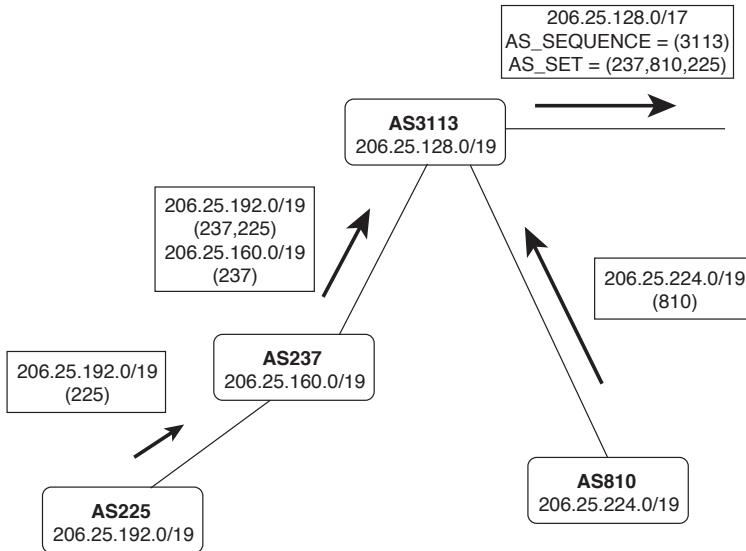 206.25.128.0/17
AS_SEQUENCE = (3113)
AS_SET = (237,810,225)
AS3113
206.25.128.0/19
206.25.192.0/19
(237,225)
206.25.160.0/19
(237)
206.25.224.0/19
(810)
AS237
206.25.160.0/19
206.25.192.0/19
(225)
AS810
206.25.224.0/19
AS225
206.25.192.0/19